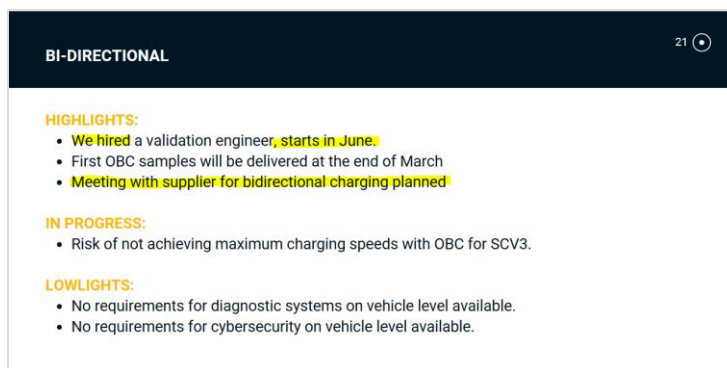 21
BI-DIRECTIONAL
HIGHLIGHTS:
• We hired a validation engineer, starts in June.
• First OBC samples will be delivered at the end of March
• Meeting with supplier for bidirectional charging planned
IN PROGRESS:
• Risk of not achieving maximum charging speeds with OBC for SCV3.
LOWLIGHTS:
• No requirements for diagnostic systems on vehicle level available.
• No requirements for cybersecurity on vehicle level available.